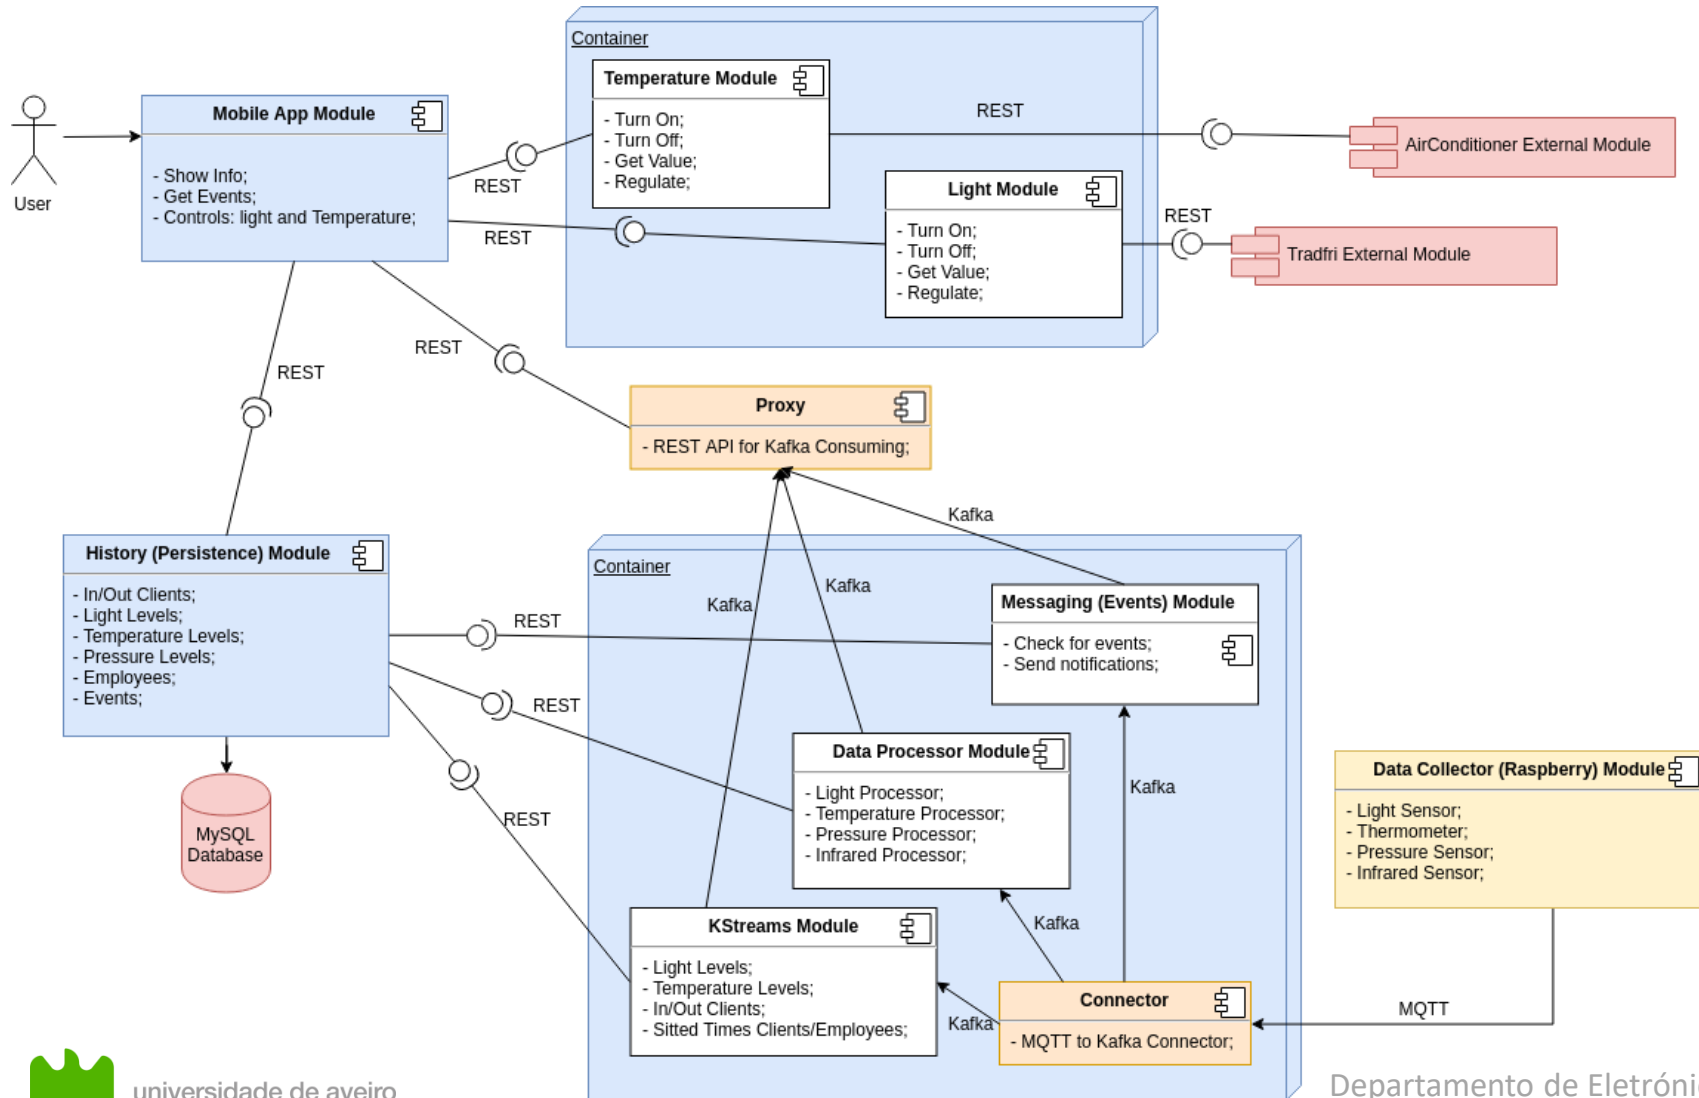 Container
Temperature Module
- Turn On;
- Turn Off;
- Get Value;
- Regulate;
REST
AirConditioner External Module
Mobile App Module
- Show Info;
- Get Events;
- Controls: light and Temperature;
User
REST
REST
Light Module
- Turn On;
- Turn Off;
- Get Value;
- Regulate;
REST
Tradfri External Module
REST
REST
Proxy
- REST API for Kafka Consuming;
Kafka
Kafka
Kafka
History (Persistence) Module
- In/Out Clients;
- Light Levels;
- Temperature Levels;
- Pressure Levels;
- Employees;
- Events;
MySQL
Database
REST
REST
REST
Container
Messaging (Events) Module
- Check for events;
- Send notifications;
Data Processor Module
- Light Processor;
- Temperature Processor;
- Pressure Processor;
- Infrared Processor;
Kafka
Kafka
Kafka
KStreams Module
- Light Levels;
- Temperature Levels;
- In/Out Clients;
- Sitted Times Clients/Employees;
Connector
- MQTT to Kafka Connector;
MQTT
Data Collector (Raspberry) Module
- Light Sensor;
- Thermometer;
- Pressure Sensor;
- Infrared Sensor;
universidade de aveiro
Departamento de